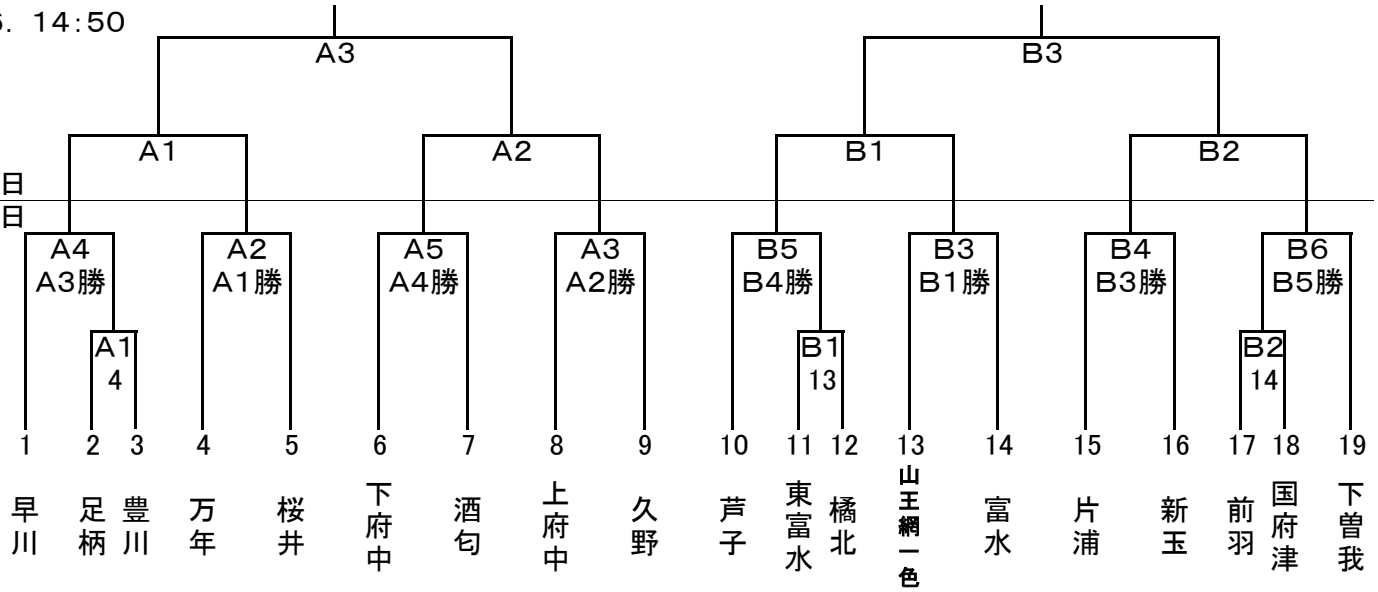 6. 14:50
A3 B3
A1 A2 B1 B2
日
日
A4 A2 A5 A3 B5 B3 B4 B6
A3勝 A1勝 A4勝 A2勝 B4勝 B1勝 B3勝 B5勝
A1 B1 B2
4 13 14
1 2 3 4 5 6 7 8 9 10 11 12 13 14 15 16 17 18 19
早川
足柄
豊川
万年
桜井
下府中
酒匂
上府中
久野
芦子
東富水
橘北
山王網一色
富水
片浦
新玉
前羽
国府津
下曽我